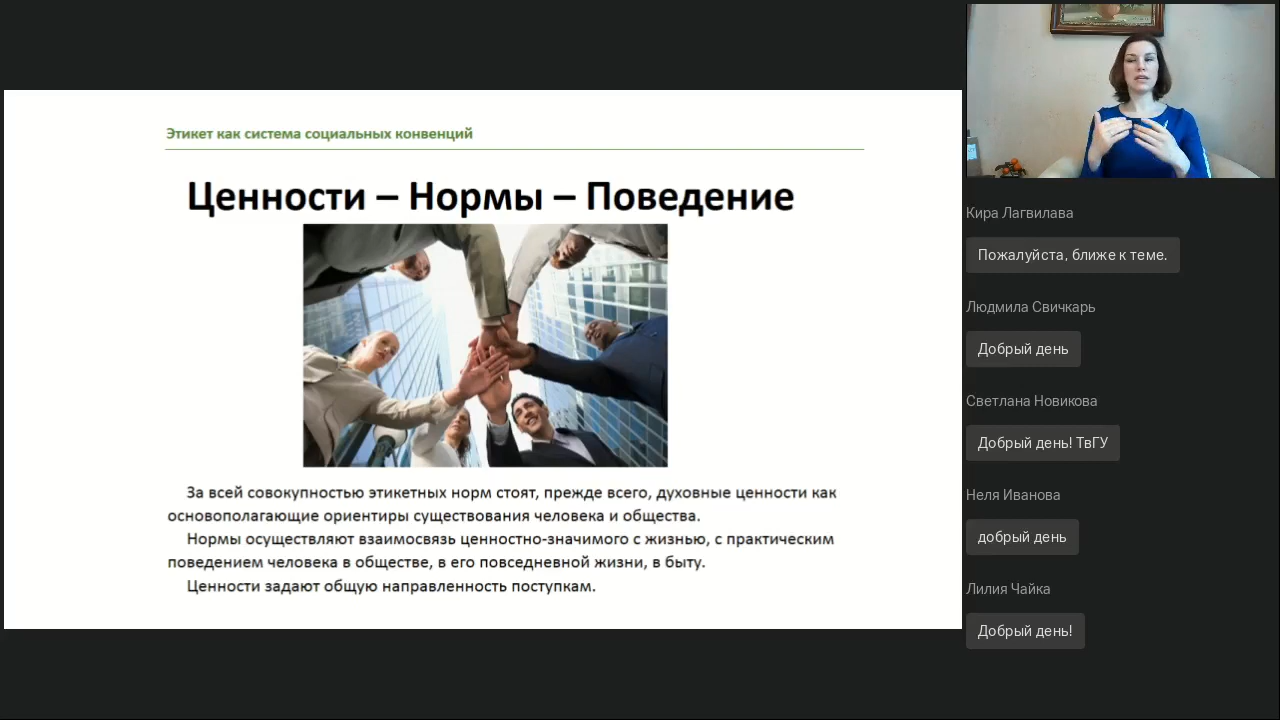 Этикет как система социальных конвенций
Ценности – Нормы – Поведение
За всей совокупностью этикетных норм стоят, прежде всего, духовные ценности как
основополагающие ориентиры существования человека и общества.
Нормы осуществляют взаимосвязь ценностно-значимого с жизнью, с практическим
поведением человека в обществе, в его повседневной жизни, в быту.
Ценности задают общую направленность поступкам.
Кира Лагвилава
Пожалуйста, ближе к теме.
Людмила Свичкарь
Добрый день
Светлана Новикова
Добрый день! ТвГУ
Неля Иванова
добрый день
Лилия Чайка
Добрый день!